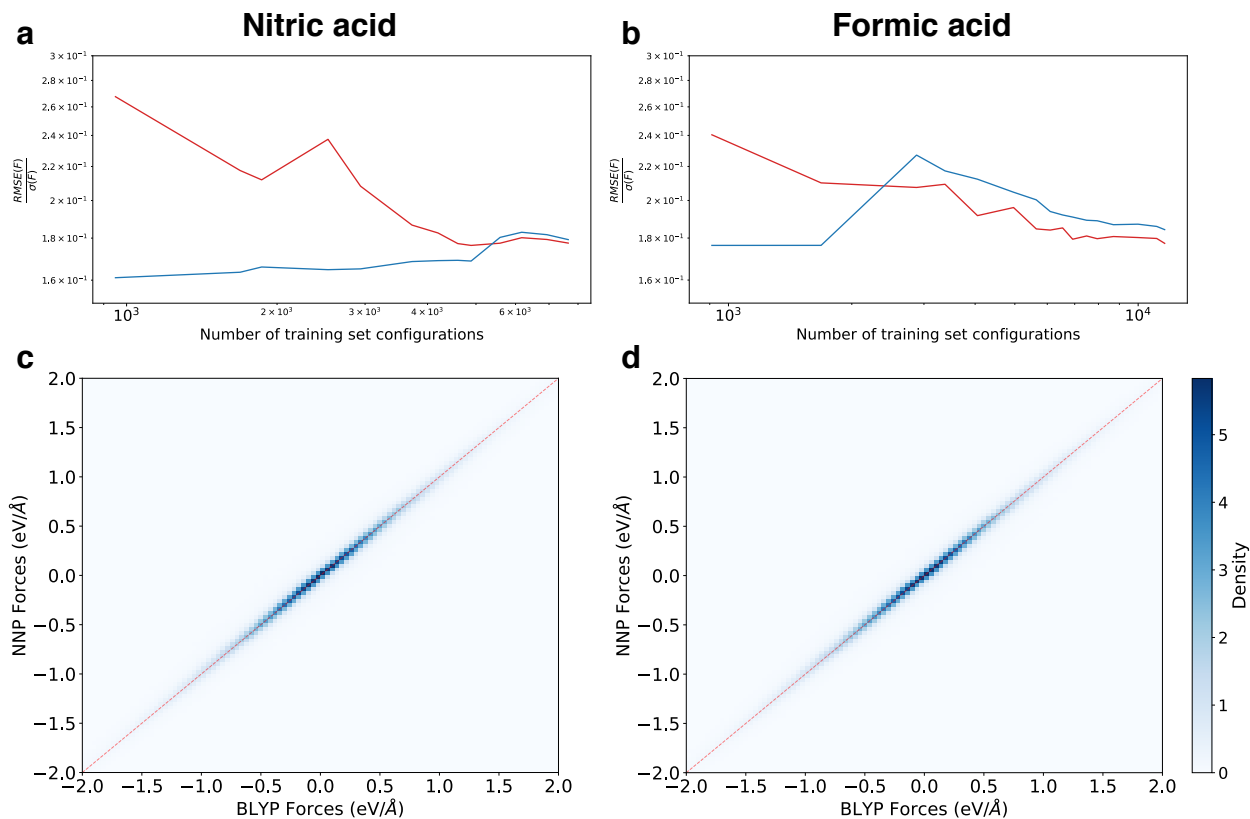 a
Nitric acid
b
Formic acid
3 × 10⁻¹
2.8 × 10⁻¹
2.6 × 10⁻¹
2.4 × 10⁻¹
2.2 × 10⁻¹
2 × 10⁻¹
1.8 × 10⁻¹
1.6 × 10⁻¹
RMSE(F)
σ(F)
10³
2 × 10³
3 × 10³
4 × 10³
6 × 10³
Number of training set configurations
3 × 10⁻¹
2.8 × 10⁻¹
2.6 × 10⁻¹
2.4 × 10⁻¹
2.2 × 10⁻¹
2 × 10⁻¹
1.8 × 10⁻¹
1.6 × 10⁻¹
RMSE(F)
σ(F)
10³
10⁴
Number of training set configurations
c
2.0
1.5
1.0
0.5
0.0
−0.5
−1.0
−1.5
−2.0
NNP Forces (eV/Å)
−2.0 −1.5 −1.0 −0.5 0.0 0.5 1.0 1.5 2.0
BLYP Forces (eV/Å)
d
2.0
1.5
1.0
0.5
0.0
−0.5
−1.0
−1.5
−2.0
NNP Forces (eV/Å)
−2.0 −1.5 −1.0 −0.5 0.0 0.5 1.0 1.5 2.0
BLYP Forces (eV/Å)
5
4
3
2
1
0
Density